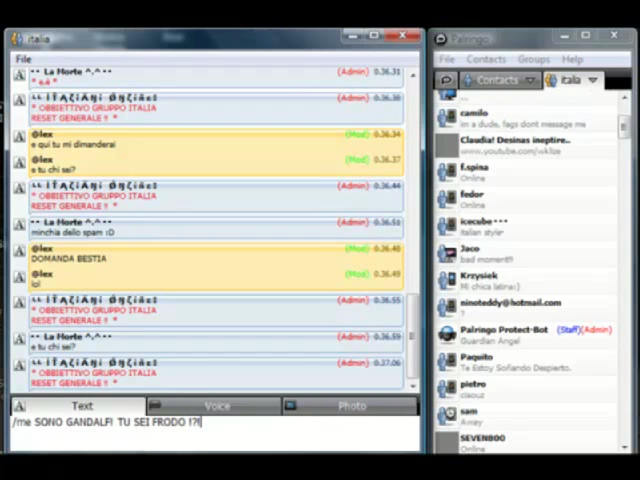 italia
File
·· La Morte ^,^··
(Admin) 0.36.31
(Admin) 0.36.38
* OBBIETTIVO GRUPPO ITALIA
RESET GENERALE !! *
@lex (Mod) 0.36.34
e qui tu mi dimanderai
@lex (Mod) 0.36.37
e tu chi sei?
(Admin) 0.36.44
* OBBIETTIVO GRUPPO ITALIA
RESET GENERALE !! *
·· La Morte ^,^·· (Admin) 0.36.51
minchia dello spam :D
@lex (Mod) 0.36.48
DOMANDA BESTIA
@lex (Mod) 0.36.49
lol
(Admin) 0.36.55
* OBBIETTIVO GRUPPO ITALIA
RESET GENERALE !! *
·· La Morte ^,^·· (Admin) 0.36.59
e tu chi sei?
(Admin) 0.37.06
* OBBIETTIVO GRUPPO ITALIA
RESET GENERALE !! *
Text Voice Photo
/me SONO GANDALF! TU SEI FRODO !?!
Palringo
File Contacts Groups Help
Contacts italia
...
camilo
im a dude, fags dont message me
Claudia! Desinas ineptire..
www.youtube.com/wklize
f.spina
Online
fedor
Online
icecube···
italian style·
Jaco
bad moment!!
Krzysiek
Mi chica latina:)
ninoteddy@hotmail.com
?
Palringo Protect-Bot (Staff)(Admin)
Guardian Angel
Paquito
Te Estoy Soñando Despierto.
pietro
ciaouz
sam
Away
SEVEN800
Online